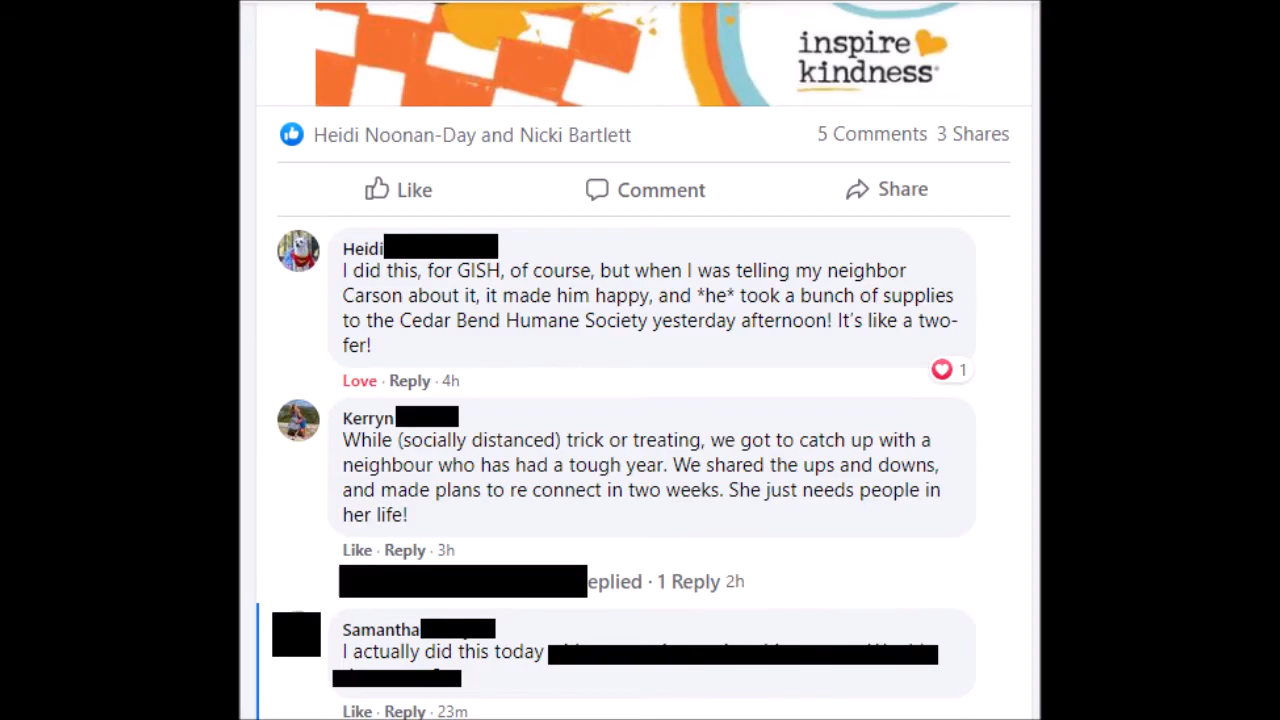 inspire
kindness
Heidi Noonan-Day and Nicki Bartlett 5 Comments 3 Shares
Like Comment Share
Heidi
I did this, for GISH, of course, but when I was telling my neighbor
Carson about it, it made him happy, and *he* took a bunch of supplies
to the Cedar Bend Humane Society yesterday afternoon! It's like a two-
fer!
1
Love · Reply · 4h
Kerryn
While (socially distanced) trick or treating, we got to catch up with a
neighbour who has had a tough year. We shared the ups and downs,
and made plans to re connect in two weeks. She just needs people in
her life!
Like · Reply · 3h
eplied · 1 Reply 2h
Samantha
I actually did this today
Like · Reply · 23m